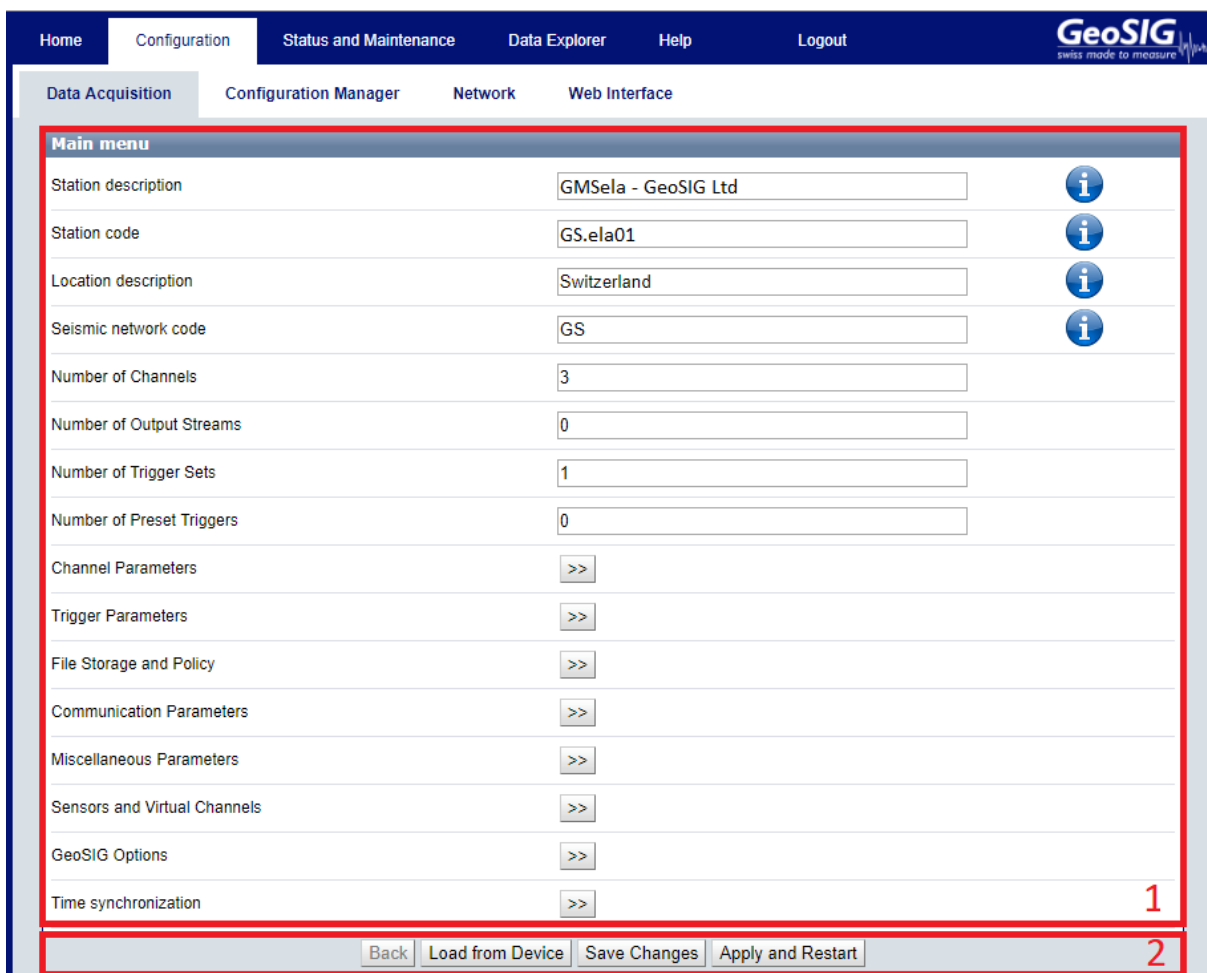 Home Configuration Status and Maintenance Data Explorer Help Logout GeoSIG
swiss made to measure
Data Acquisition Configuration Manager Network Web Interface
Main menu
Station description GMSela - GeoSIG Ltd i
Station code GS.ela01 i
Location description Switzerland i
Seismic network code GS i
Number of Channels 3
Number of Output Streams 0
Number of Trigger Sets 1
Number of Preset Triggers 0
Channel Parameters >>
Trigger Parameters >>
File Storage and Policy >>
Communication Parameters >>
Miscellaneous Parameters >>
Sensors and Virtual Channels >>
GeoSIG Options >>
Time synchronization >> 1
Back Load from Device Save Changes Apply and Restart 2